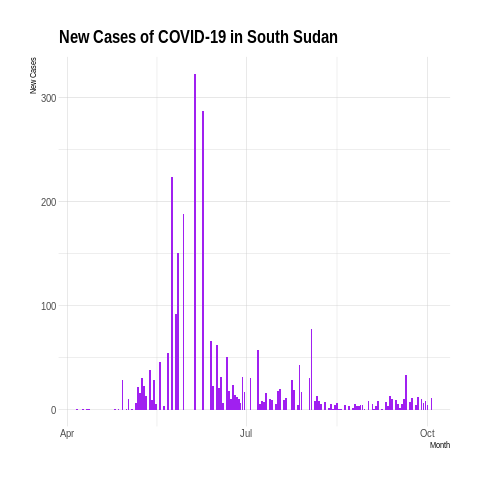 New Cases of COVID-19 in South Sudan
New Cases
300
200
100
0
Apr
Jul
Oct
Month